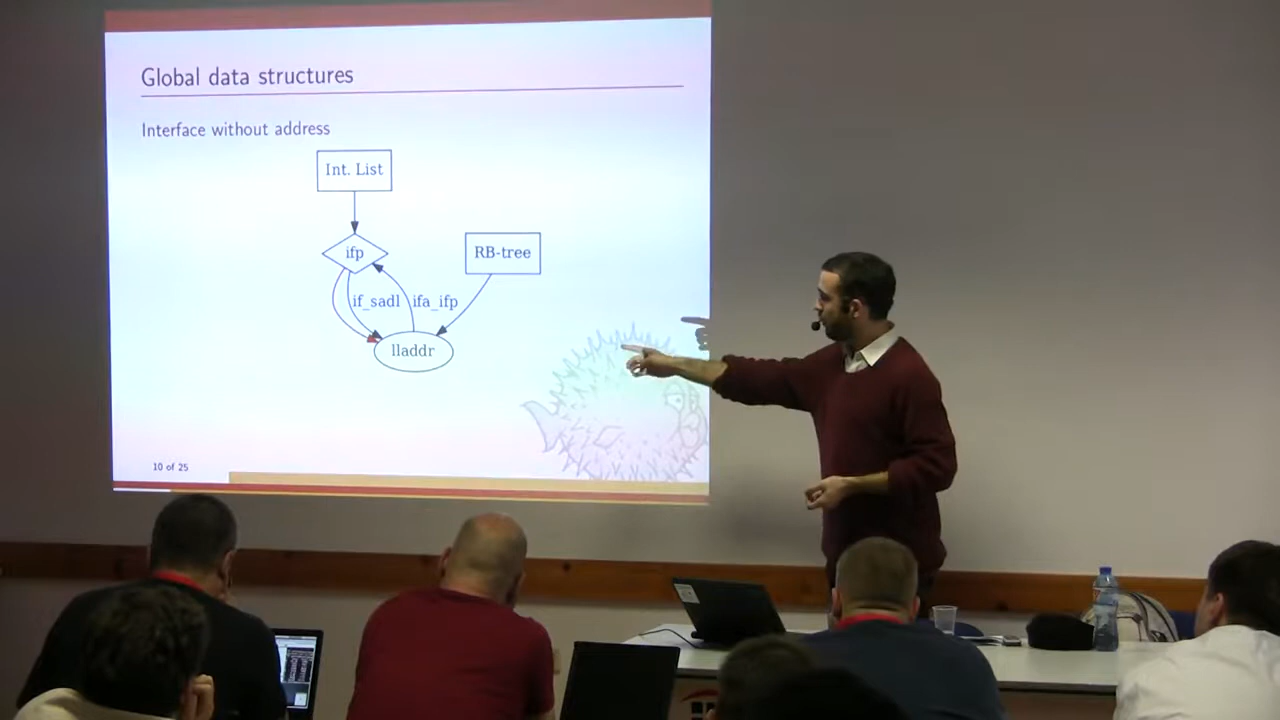 Global data structures
Interface without address
Int. List
ifp
RB-tree
if_sadl
ifa_ifp
lladdr
10 of 25